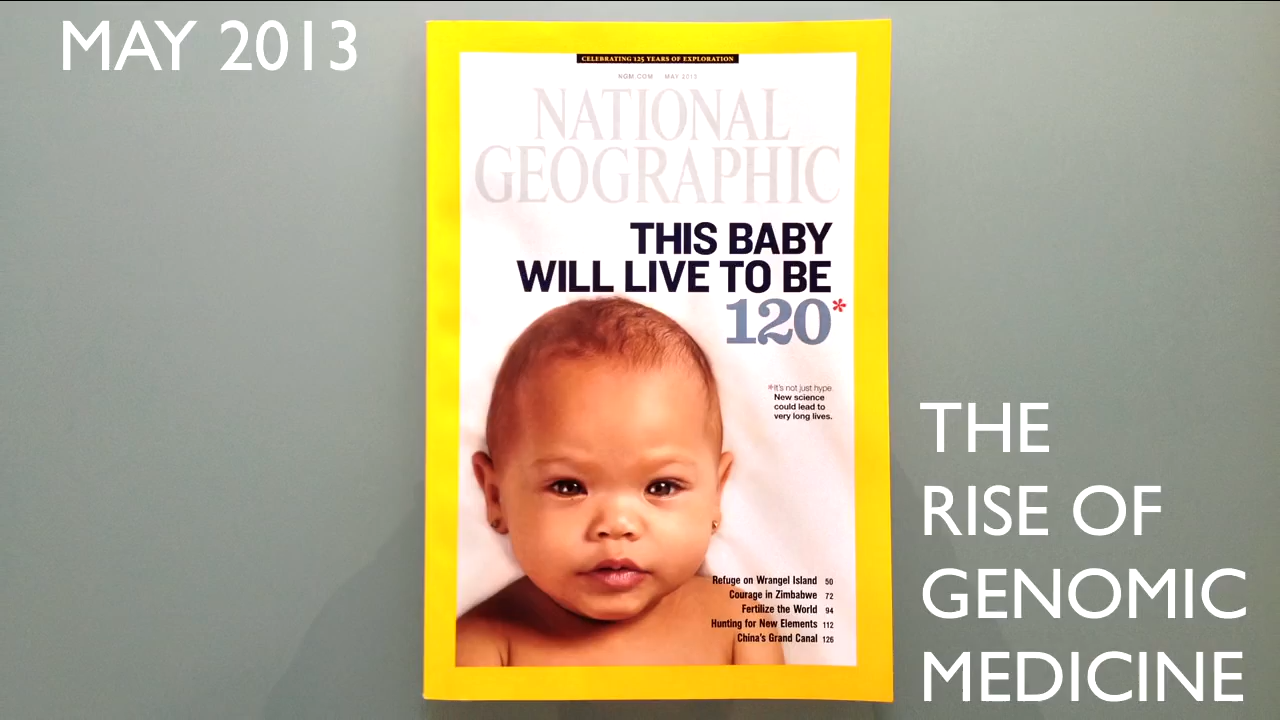 MAY 2013
CELEBRATING 125 YEARS OF EXPLORATION
NGM.COM MAY 2013
NATIONAL
GEOGRAPHIC
THIS BABY
WILL LIVE TO BE
120*
*It's not just hype.
New science
could lead to
very long lives.
THE
RISE OF
GENOMIC
MEDICINE
Refuge on Wrangel Island 50
Courage in Zimbabwe 72
Fertilize the World 94
Hunting for New Elements 112
China's Grand Canal 126